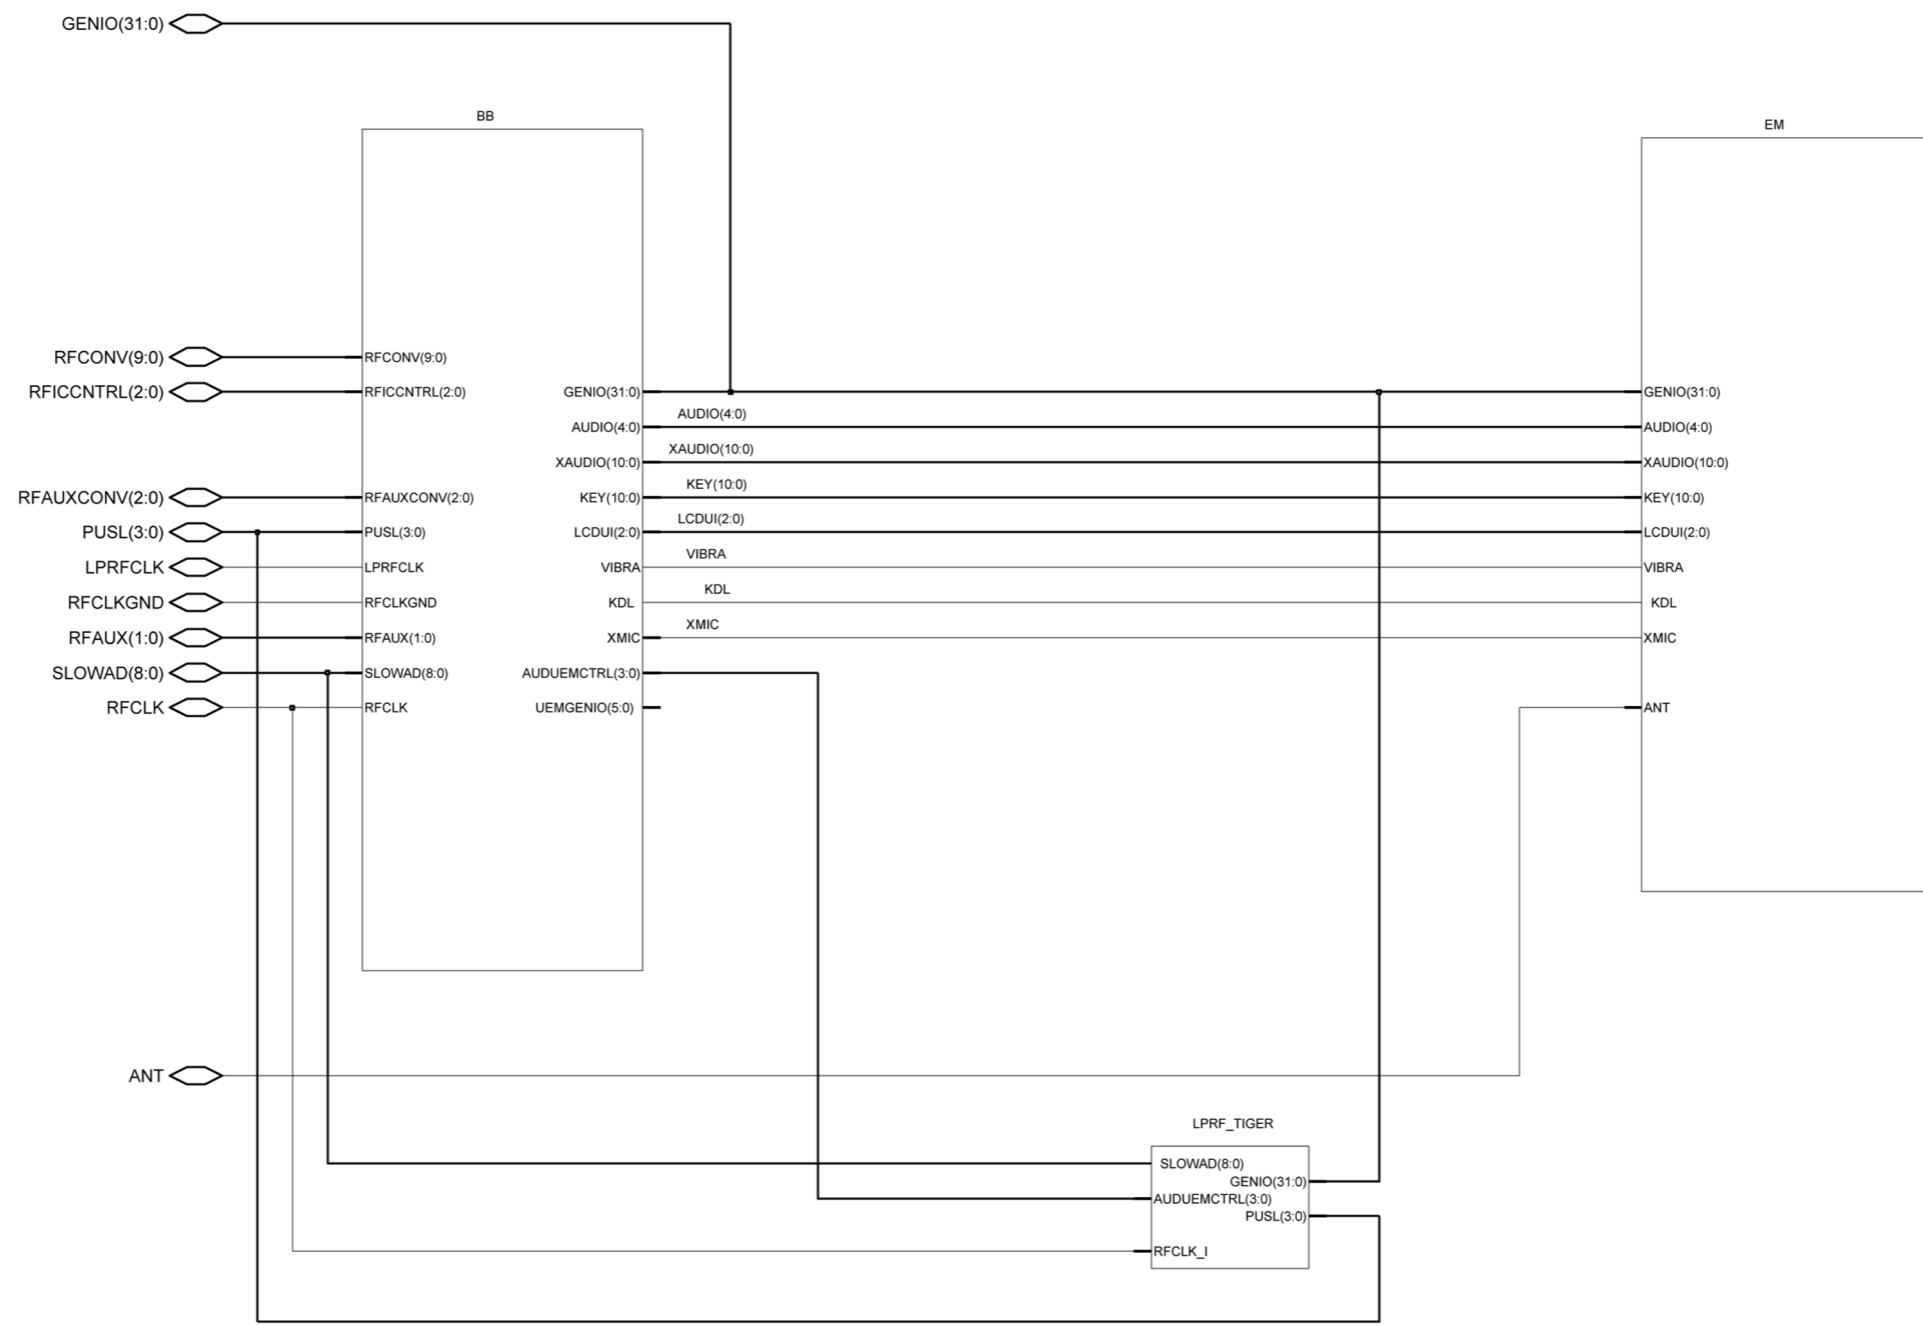 GENIO(31:0)
BB
EM
RFCONV(9:0)
RFCONV(9:0)
RFICCNTRL(2:0)
RFICCNTRL(2:0)
GENIO(31:0)
GENIO(31:0)
AUDIO(4:0)
AUDIO(4:0)
AUDIO(4:0)
XAUDIO(10:0)
XAUDIO(10:0)
XAUDIO(10:0)
KEY(10:0)
RFAUXCONV(2:0)
RFAUXCONV(2:0)
KEY(10:0)
KEY(10:0)
LCDUI(2:0)
PUSL(3:0)
PUSL(3:0)
LCDUI(2:0)
LCDUI(2:0)
VIBRA
LPRFCLK
LPRFCLK
VIBRA
VIBRA
KDL
RFCLKGND
RFCLKGND
KDL
KDL
XMIC
RFAUX(1:0)
RFAUX(1:0)
XMIC
XMIC
SLOWAD(8:0)
SLOWAD(8:0)
AUDUEMCTRL(3:0)
RFCLK
RFCLK
UEMGENIO(5:0)
ANT
ANT
LPRF_TIGER
SLOWAD(8:0)
GENIO(31:0)
AUDUEMCTRL(3:0)
PUSL(3:0)
RFCLK_I